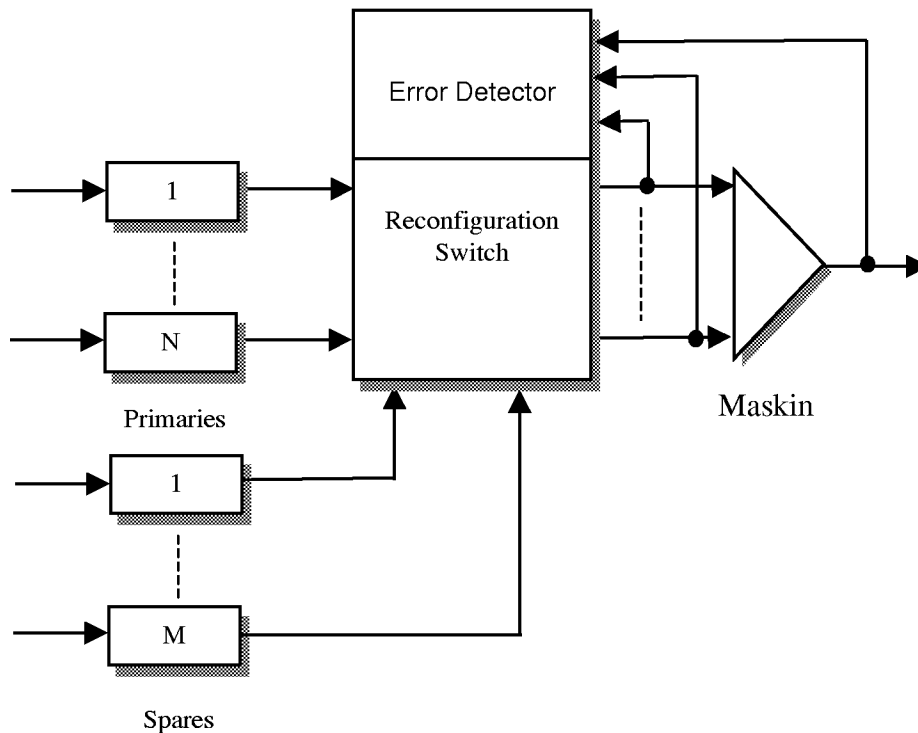 Error Detector
1
Reconfiguration
Switch
N
Primaries
Maskin
1
M
Spares